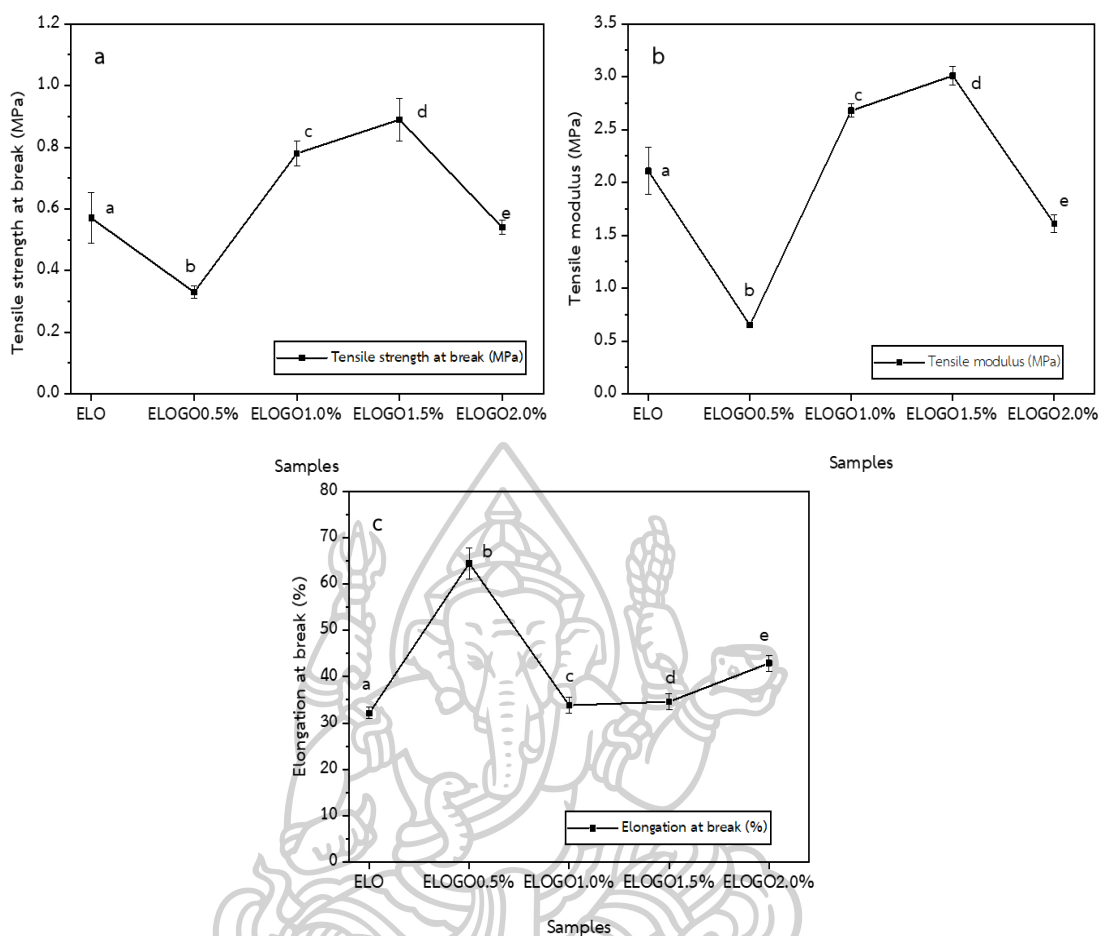 a
Tensile strength at break (MPa)
1.2
1.0
0.8
0.6
0.4
0.2
0.0
a
b
c
d
e
Tensile strength at break (MPa)
ELO ELOGO0.5% ELOGO1.0% ELOGO1.5% ELOGO2.0%
Samples
b
Tensile modulus (MPa)
3.5
3.0
2.5
2.0
1.5
1.0
0.5
0.0
a
b
c
d
e
Tensile modulus (MPa)
ELO ELOGO0.5% ELOGO1.0% ELOGO1.5% ELOGO2.0%
Samples
c
Elongation at break (%)
80
70
60
50
40
30
20
10
0
a
b
c
d
e
Elongation at break (%)
ELO ELOGO0.5% ELOGO1.0% ELOGO1.5% ELOGO2.0%
Samples